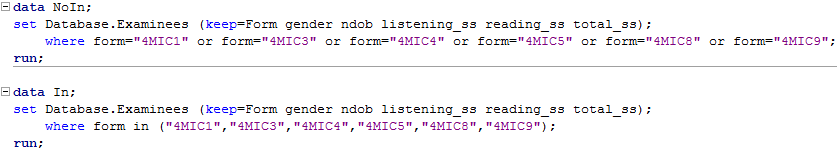 data NoIn;
set Database.Examinees (keep=Form gender ndob listening_ss reading_ss total_ss);
where form="4MIC1" or form="4MIC3" or form="4MIC4" or form="4MIC5" or form="4MIC8" or form="4MIC9";
run;
data In;
set Database.Examinees (keep=Form gender ndob listening_ss reading_ss total_ss);
where form in ("4MIC1","4MIC3","4MIC4","4MIC5","4MIC8","4MIC9");
run;